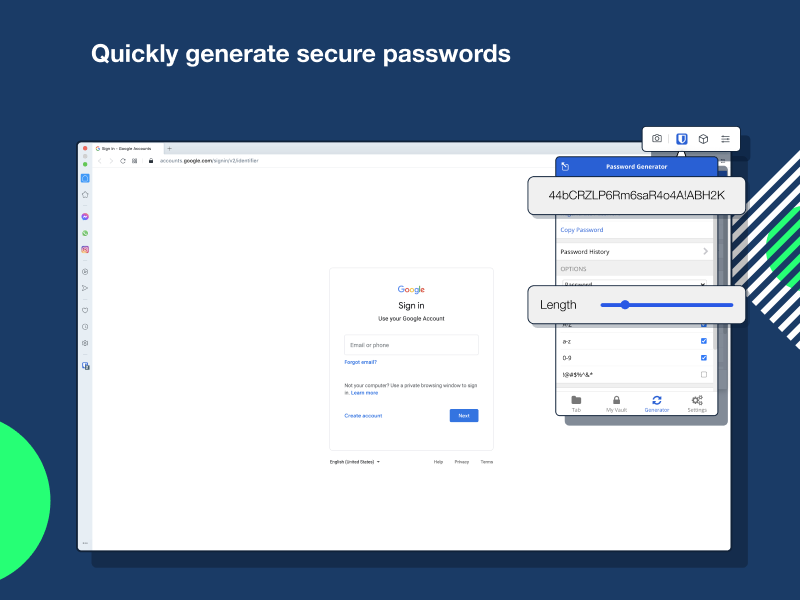 Quickly generate secure passwords
Sign in - Google Accounts
accounts.google.com/signin/v2/identifier
Password Generator
44bCRZLP6Rm6saR4o4A!ABH2K
Copy Password
Password History
OPTIONS
Password
Length
A-Z
a-z
0-9
!@#$%^&*
Tab
My Vault
Generator
Settings
Google
Sign in
Use your Google Account
Email or phone
Forgot email?
Not your computer? Use a private browsing window to sign
in. Learn more
Create account
Next
English (United States)
Help
Privacy
Terms